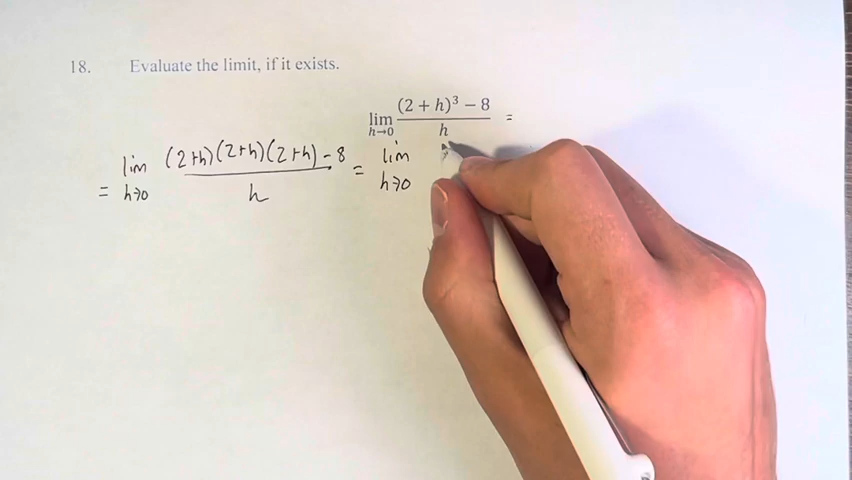 18. Evaluate the limit, if it exists.
lim h→0 (2 + h)³ − 8 / h =
= lim h→0 (2+h)(2+h)(2+h) − 8 / h = lim h→0